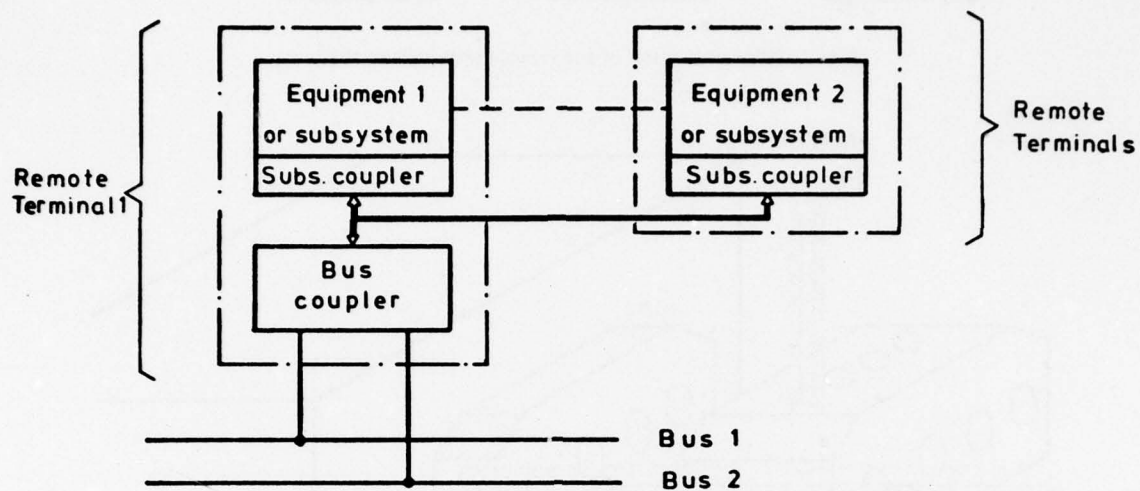 Equipment 1
or subsystem
Subs. coupler
Equipment 2
or subsystem
Subs. coupler
Remote
Terminals
Remote
Terminal1
Bus
coupler
Bus 1
Bus 2